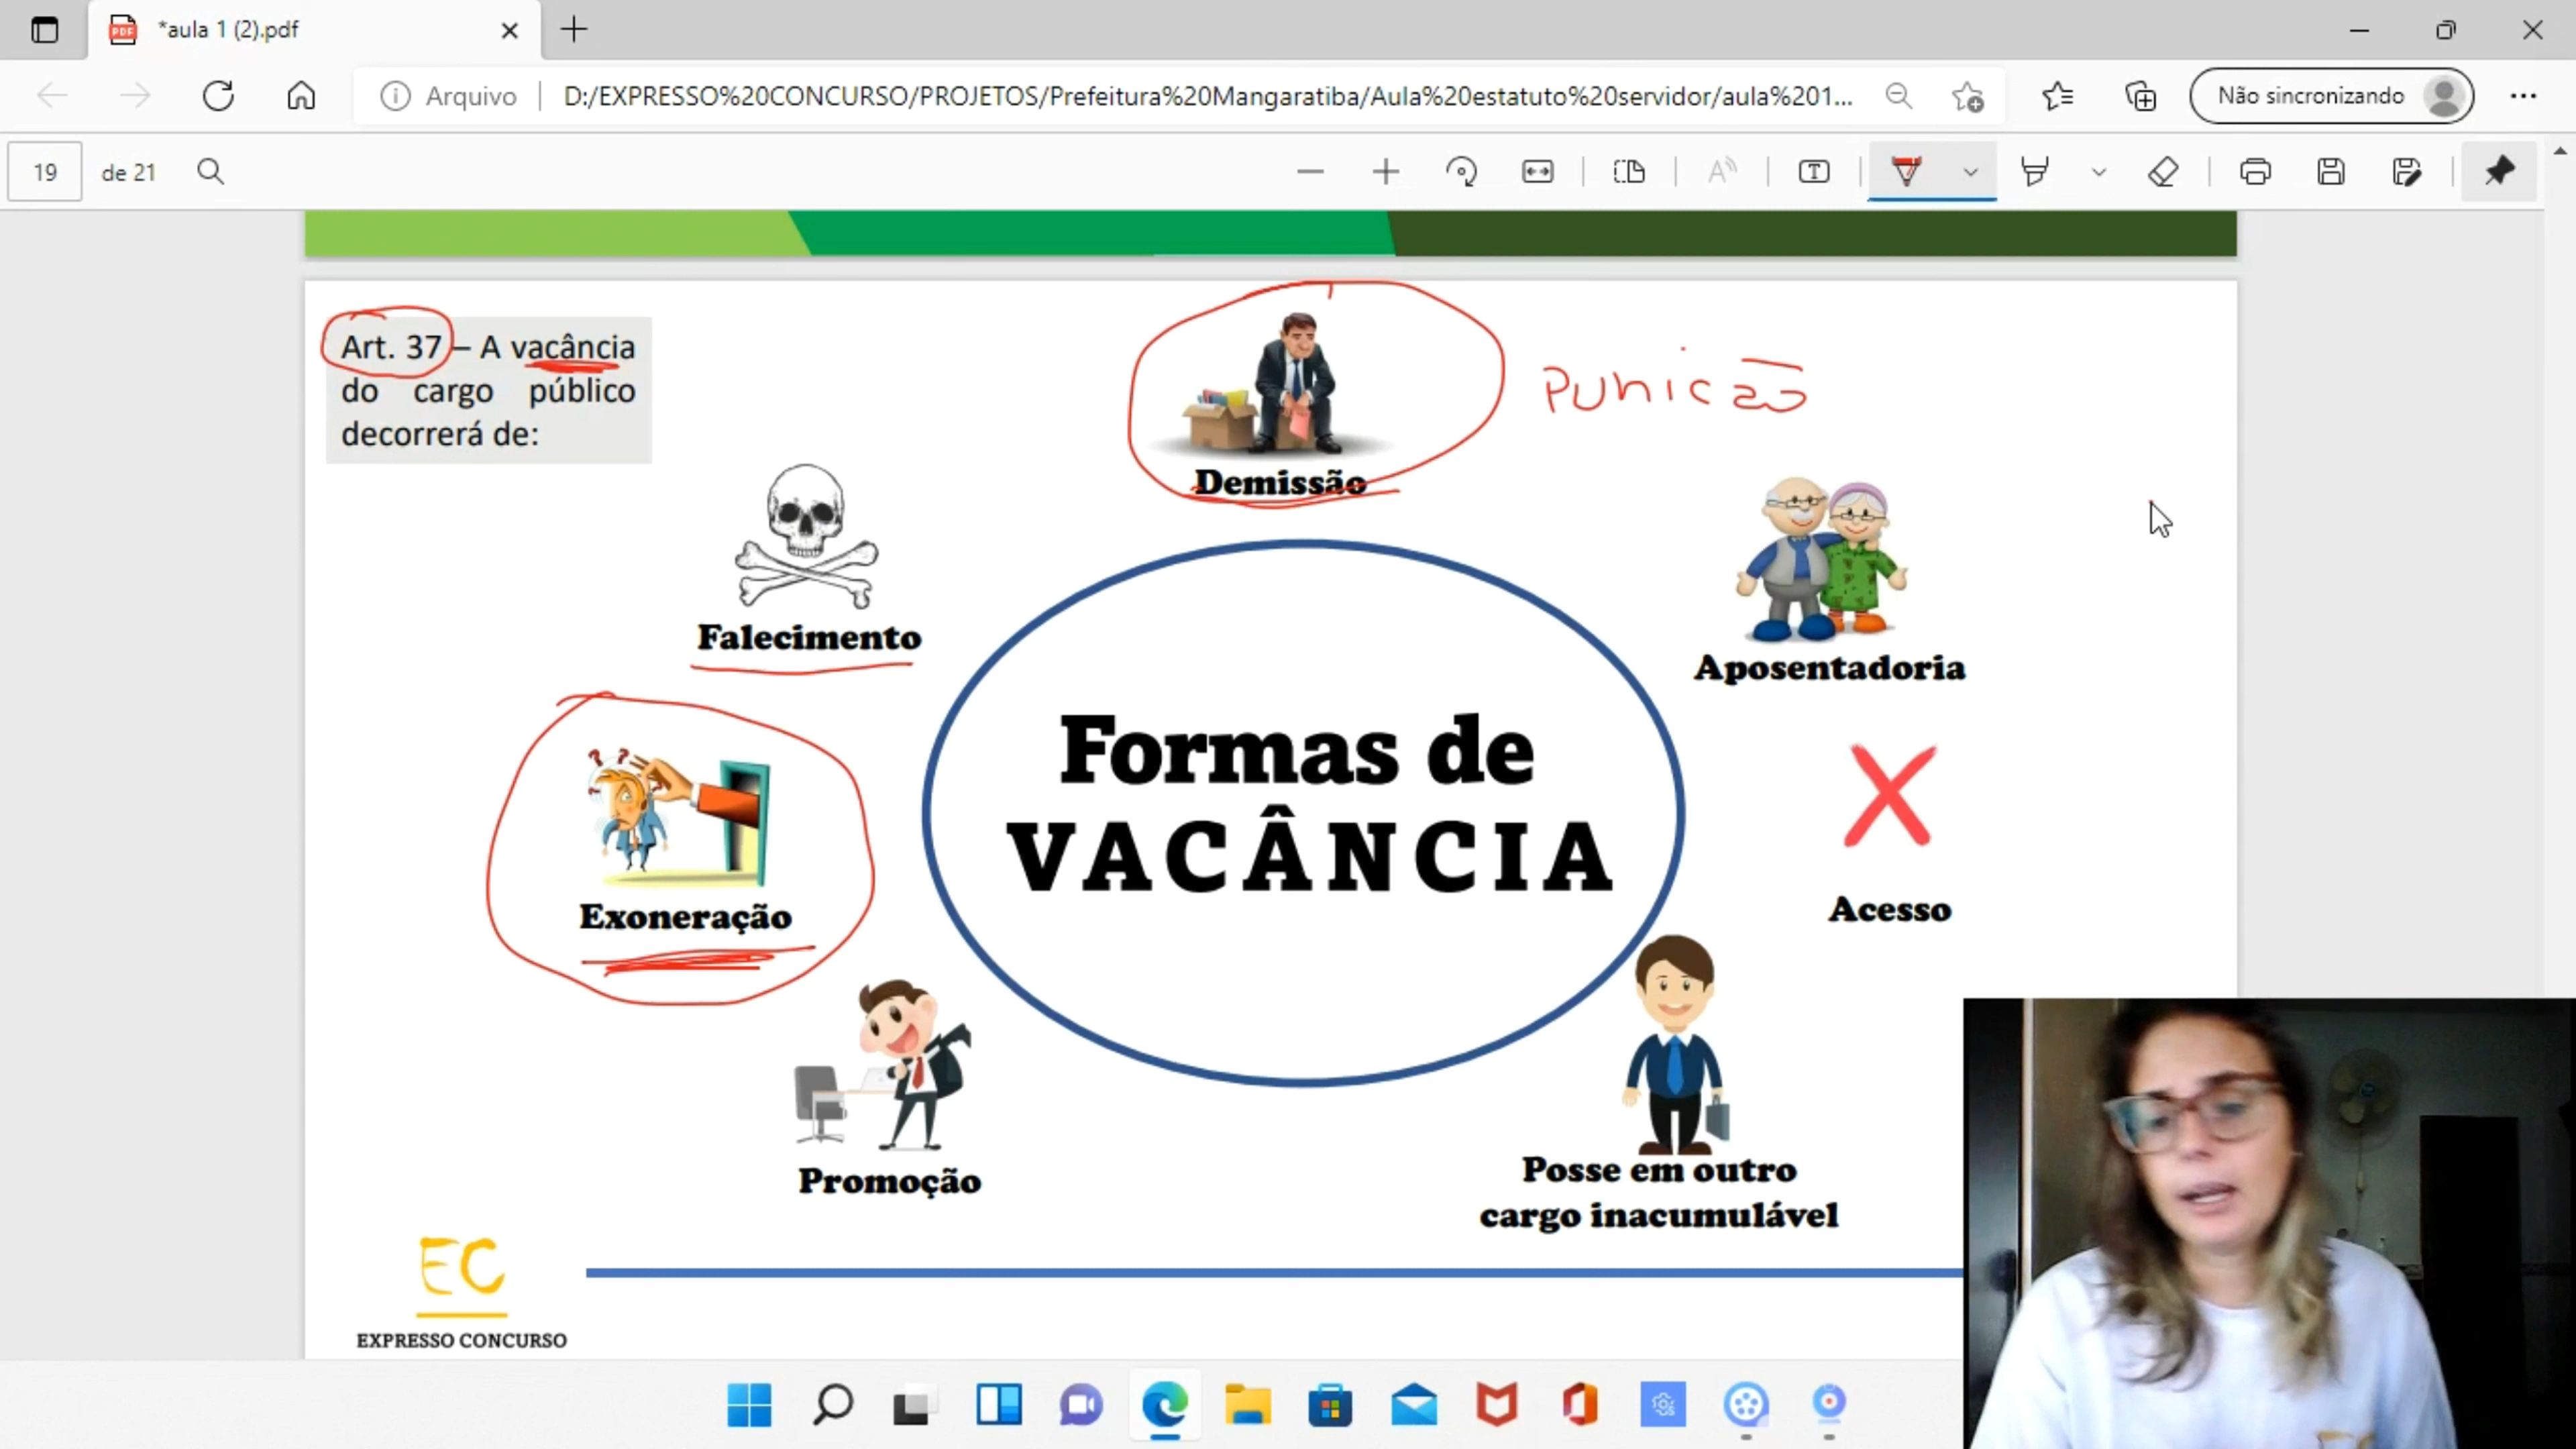 *aula 1 (2).pdf
Arquivo
D:/EXPRESSO%20CONCURSO/PROJETOS/Prefeitura%20Mangaratiba/Aula%20estatuto%20servidor/aula%201...
Não sincronizando
19 de 21
Art. 37 – A vacância
do cargo público
decorrerá de:
Demissão
Punicão
Falecimento
Aposentadoria
Formas de
VACÂNCIA
Exoneração
Acesso
Promoção
Posse em outro
cargo inacumulável
EC
EXPRESSO CONCURSO